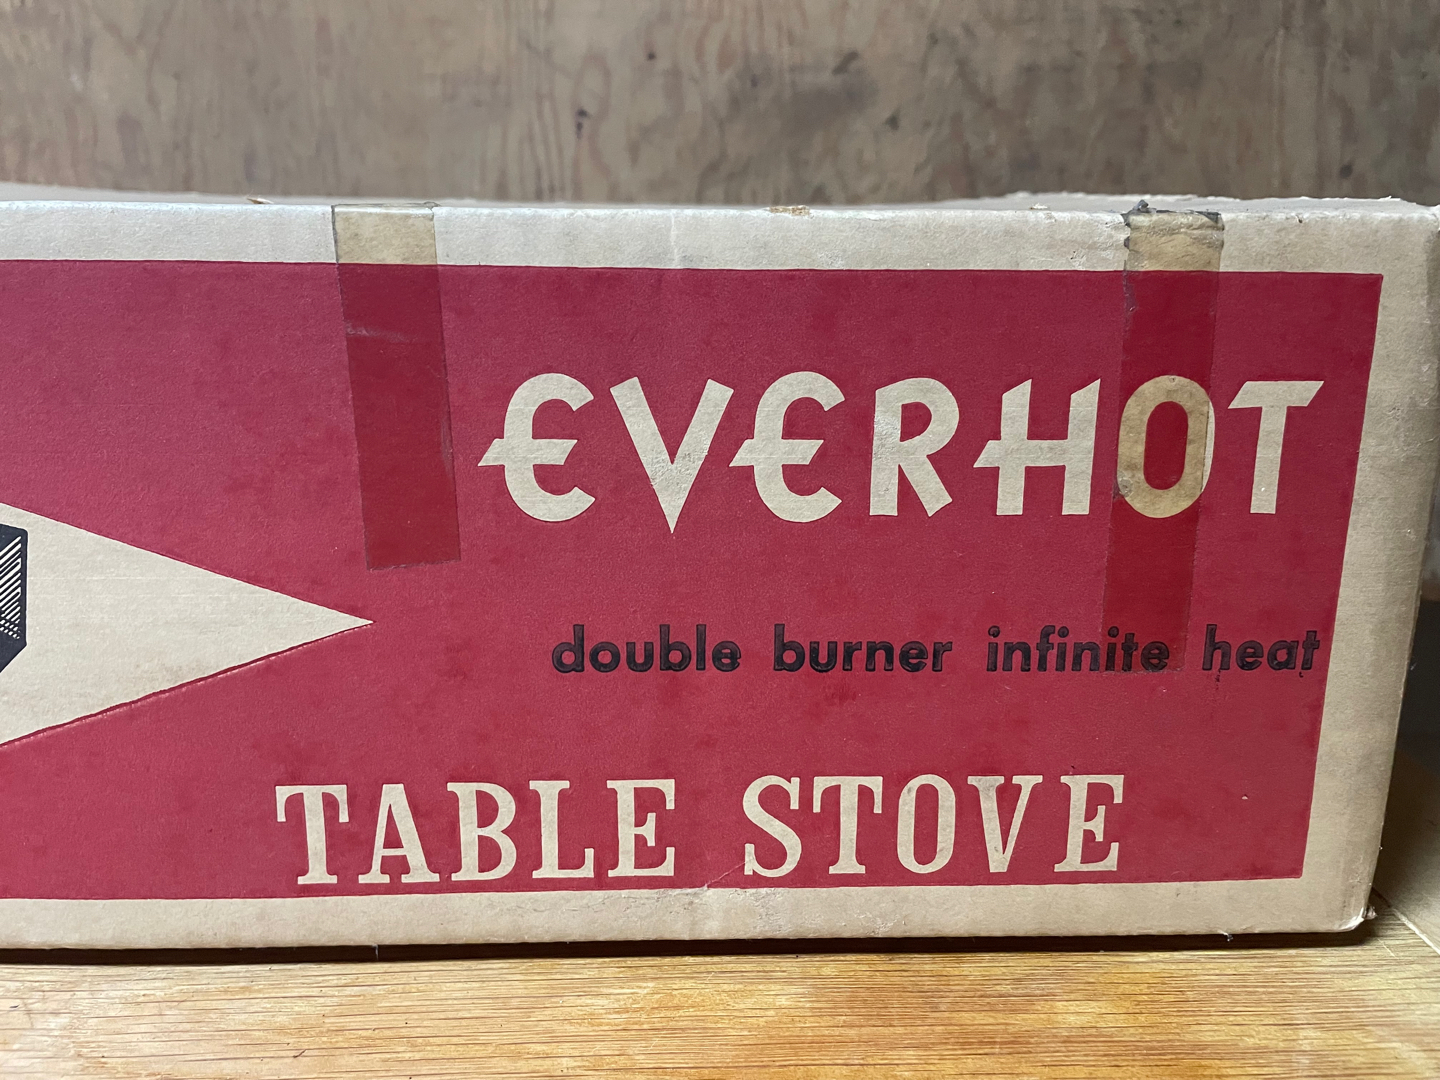 EVERHOT
double burner infinite heat
TABLE STOVE